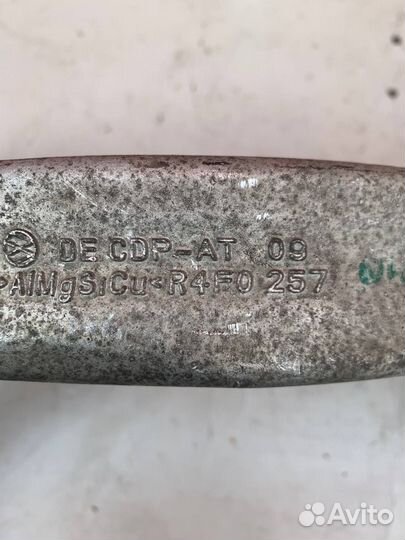 DE CDP-AT 09
>AlMgSiCu< R4F0 257
Avito